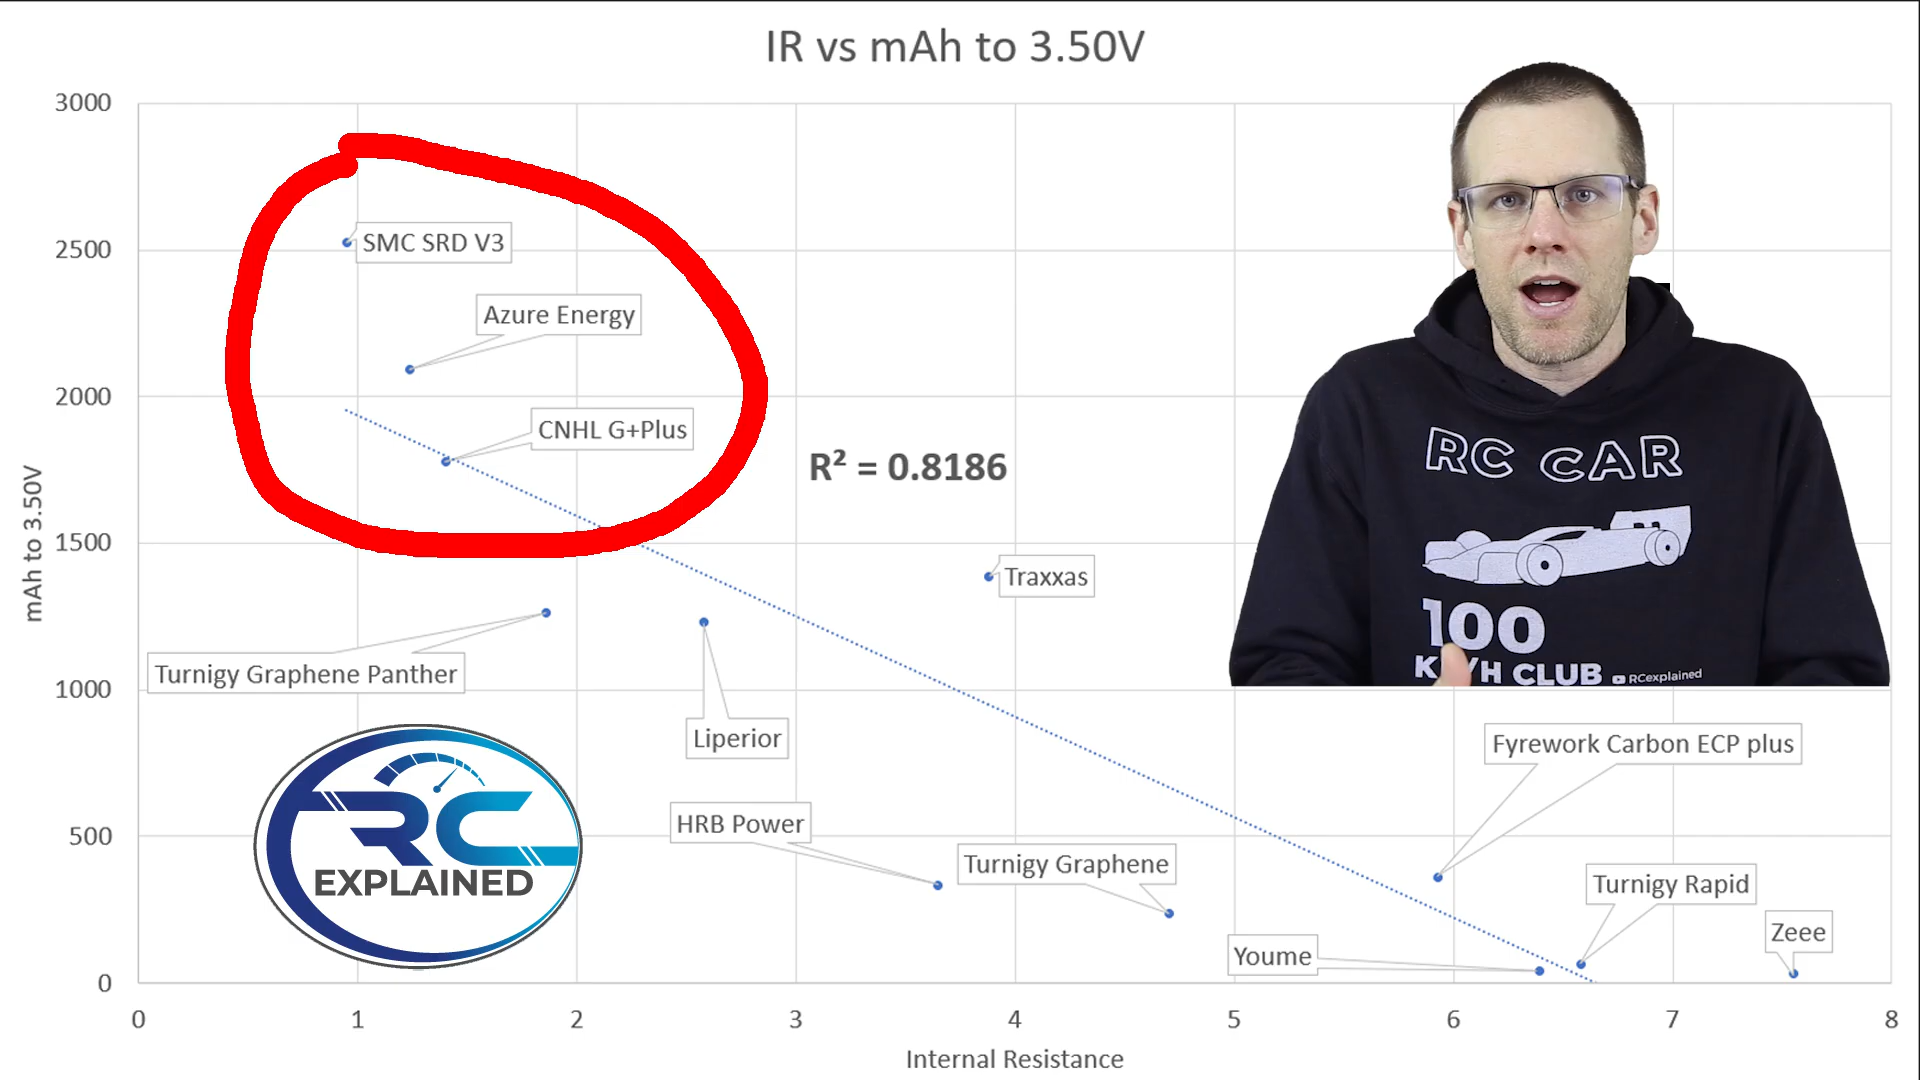 IR vs mAh to 3.50V
3000
2500
2000
1500
1000
500
0
mAh to 3.50V
SMC SRD V3
Azure Energy
CNHL G+Plus
R² = 0.8186
Traxxas
Turnigy Graphene Panther
Liperior
HRB Power
Turnigy Graphene
Fyrework Carbon ECP plus
Turnigy Rapid
Youme
Zeee
0 1 2 3 4 5 6 7 8
Internal Resistance
RC
EXPLAINED
RC CAR
100
CLUB
RCexplained